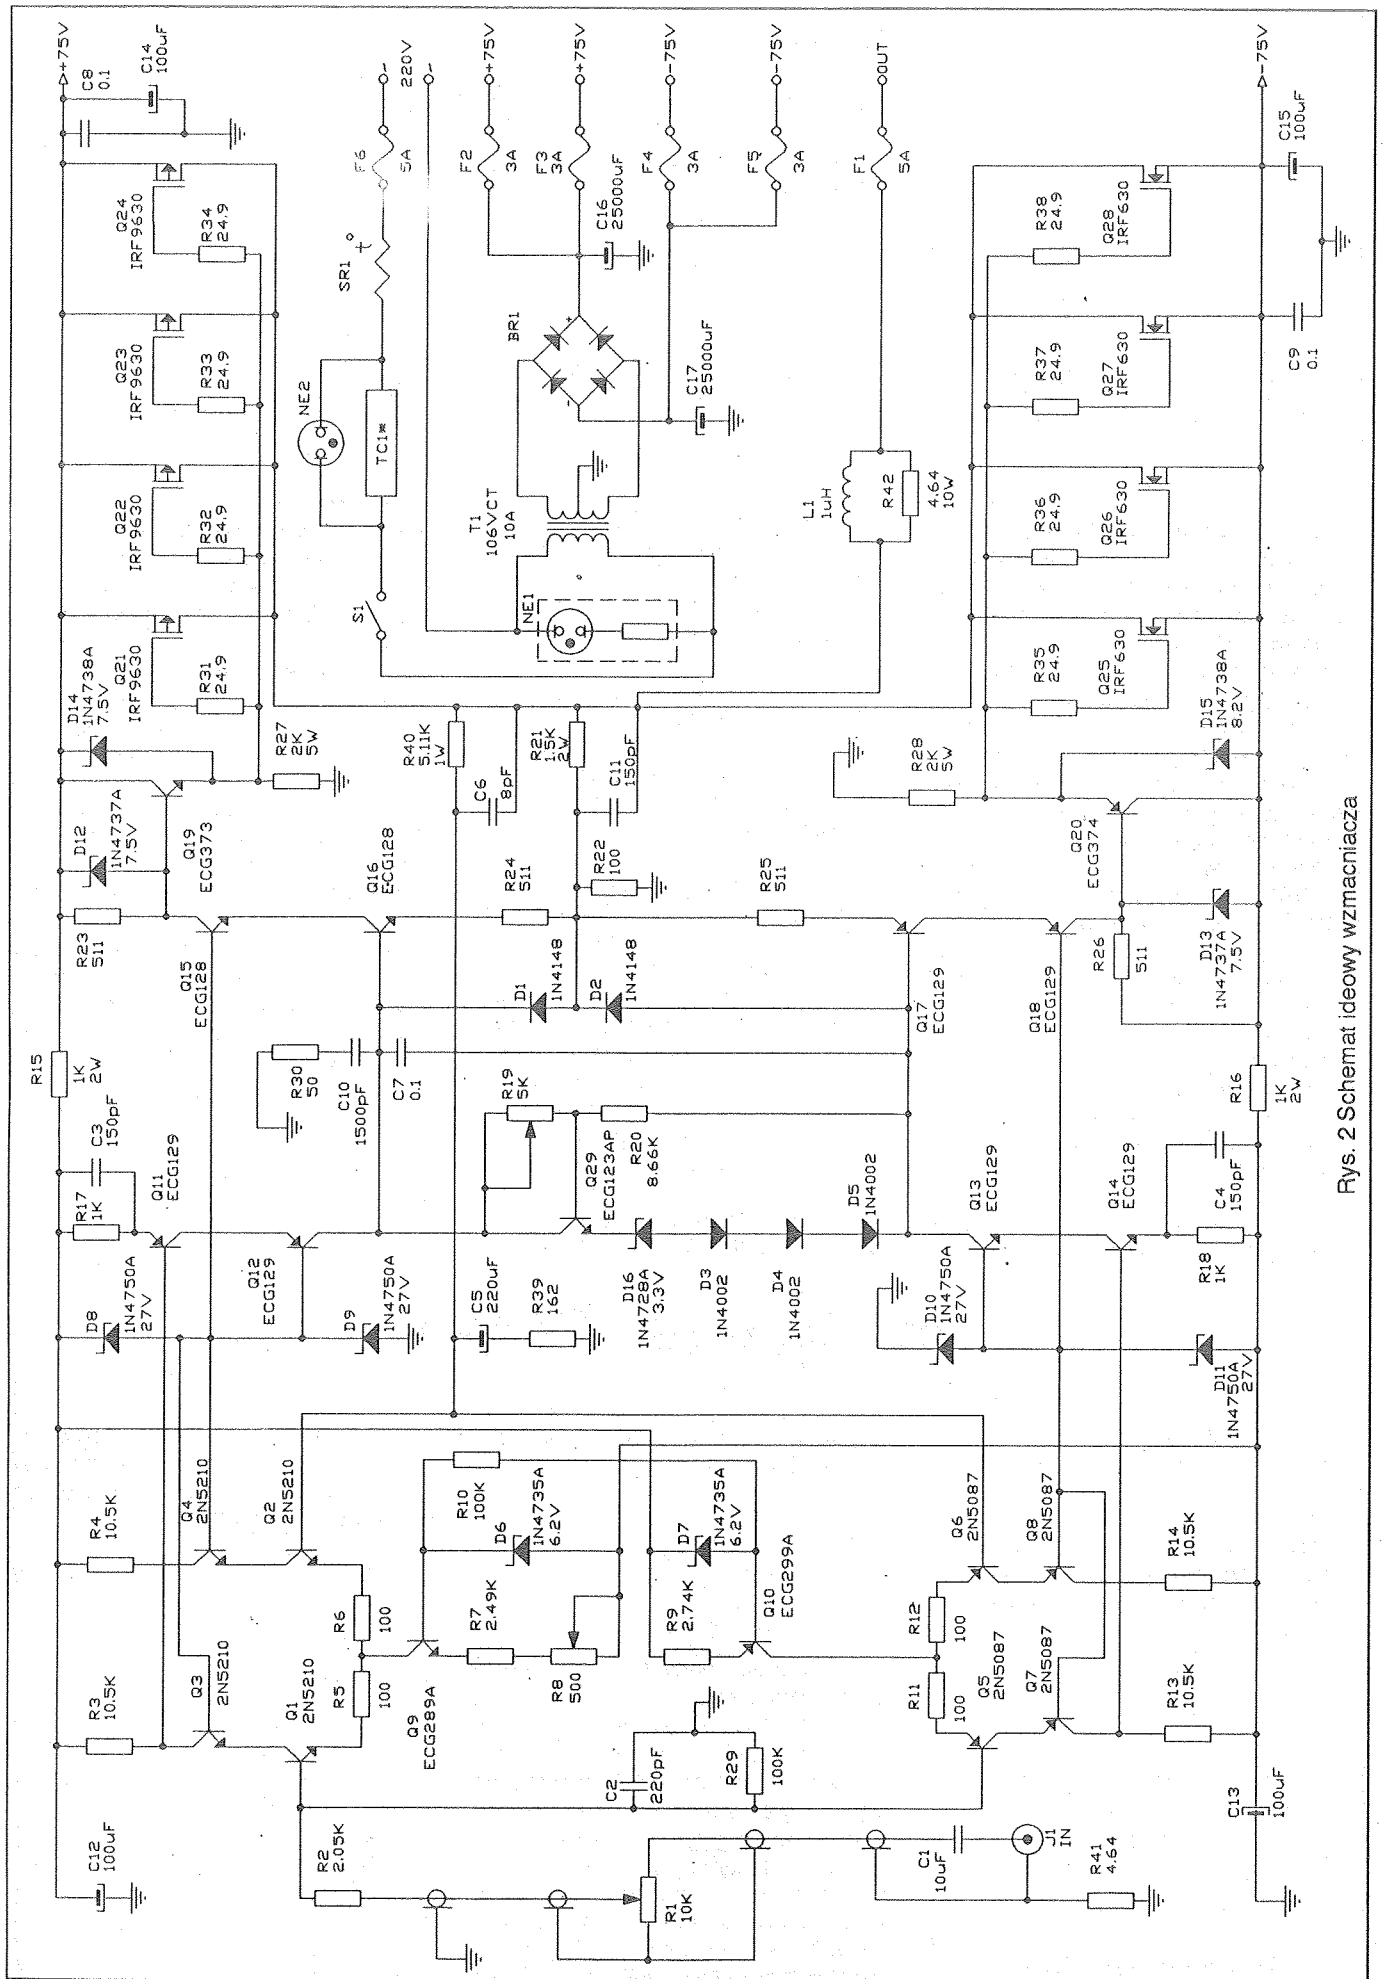 +75V
C8
0.1
C14
100uF
Q24
IRF9630
R34
24.9
Q23
IRF9630
R33
24.9
Q22
IRF9630
R32
24.9
Q21
IRF9630
R31
24.9
D14
1N4738A
7.5V
R27
2K
5W
D12
1N4737A
7.5V
Q19
ECG373
R23
511
Q15
ECG128
Q16
ECG128
R24
511
R15
1K
2W
C3
150pF
R17
1K
Q11
ECG129
D8
1N4750A
27V
Q12
ECG129
D9
1N4750A
27V
R30
50
C10
1500pF
C7
0.1
R4
10.5K
Q4
2N5210
Q2
2N5210
R3
10.5K
Q3
2N5210
Q1
2N5210
R6
100
R5
100
C12
100uF
R2
2.05K
-
220V
-
F6
5A
SR1
t°
NE2
TC1*
S1
+75V
F2
3A
+75V
F3
3A
-75V
F4
3A
-75V
F5
3A
OUT
F1
5A
C16
25000uF
BR1
C17
25000uF
T1
106VCT
10A
NE1
+
-
L1
1uH
R42
4.64
10W
R40
5.11K
1W
C6
8pF
R21
1.5K
2W
C11
150pF
R22
100
R25
511
D1
1N4148
D2
1N4148
R19
5K
Q29
ECG123AP
R20
8.66K
C5
220uF
R39
162
D16
1N4728A
3.3V
D3
1N4002
D4
1N4002
D5
1N4002
R10
100K
D6
1N4735A
6.2V
D7
1N4735A
6.2V
R7
2.49K
R9
2.74K
Q10
ECG299A
Q9
ECG289A
R8
500
C2
220pF
R29
100K
R1
10K
C1
10uF
J1
IN
R41
4.64
R38
24.9
Q28
IRF630
R37
24.9
Q27
IRF630
R36
24.9
Q26
IRF630
R35
24.9
Q25
IRF630
-75V
C15
100uF
C9
0.1
R28
2K
5W
D15
1N4738A
8.2V
Q20
ECG374
D13
1N4737A
7.5V
R26
511
Q17
ECG129
Q18
ECG129
R16
1K
2W
Q13
ECG129
Q14
ECG129
C4
150pF
R18
1K
D10
1N4750A
27V
D11
1N4750A
27V
Q6
2N5087
Q8
2N5087
R14
10.5K
R12
100
R11
100
Q5
2N5087
Q7
2N5087
R13
10.5K
C13
100uF
Rys. 2 Schemat ideowy wzmacniacza